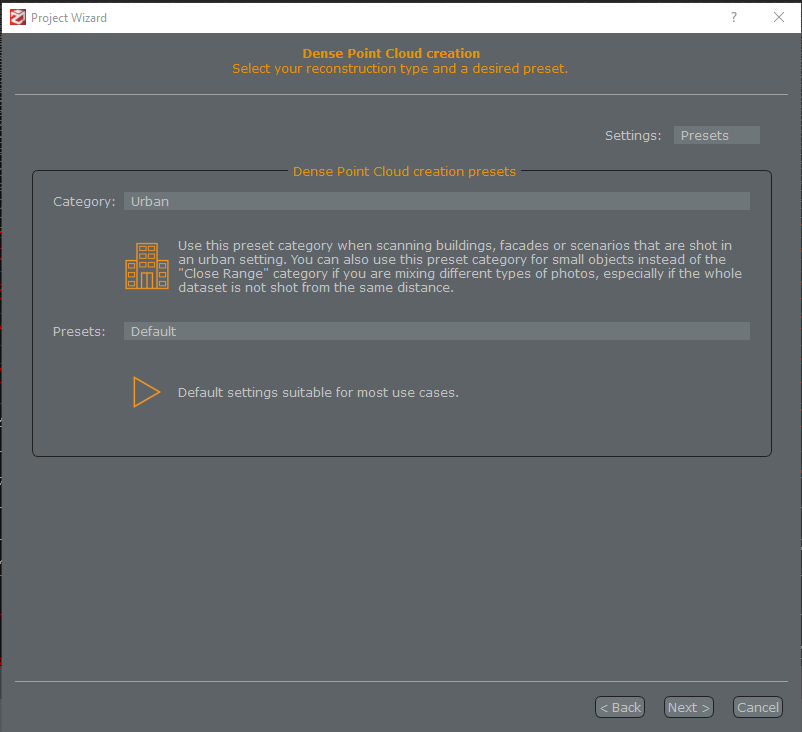 Project Wizard
?
Dense Point Cloud creation
Select your reconstruction type and a desired preset.
Settings: Presets
Dense Point Cloud creation presets
Category: Urban
Use this preset category when scanning buildings, facades or scenarios that are shot in
an urban setting. You can also use this preset category for small objects instead of the
"Close Range" category if you are mixing different types of photos, especially if the whole
dataset is not shot from the same distance.
Presets: Default
Default settings suitable for most use cases.
< Back Next > Cancel